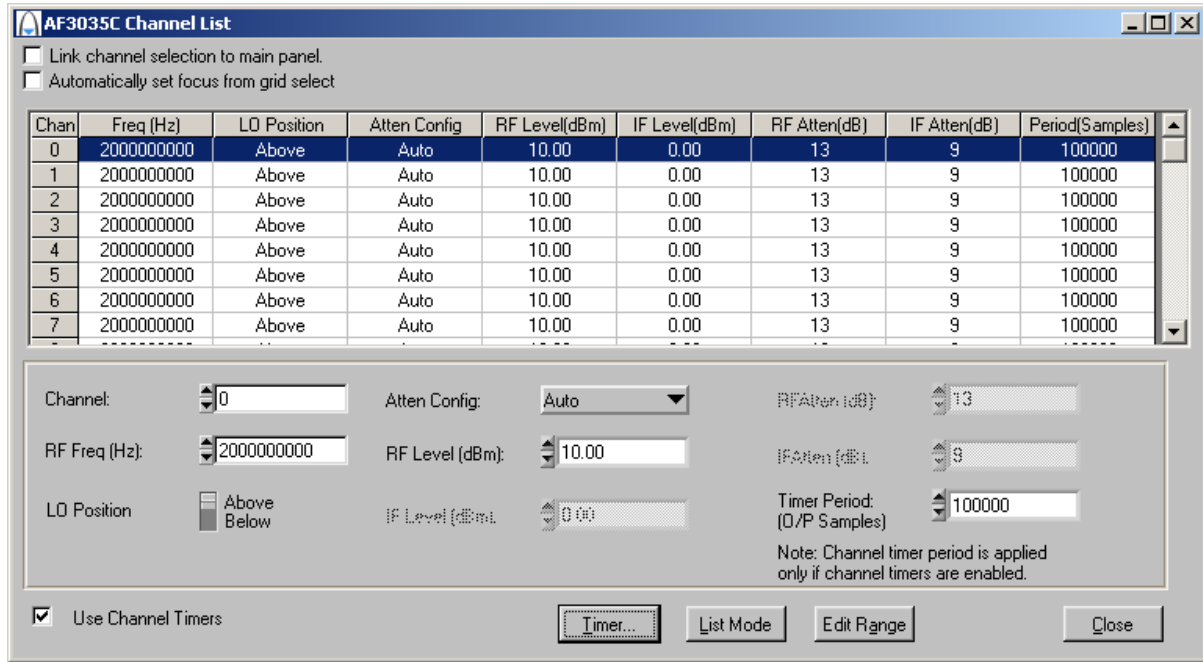 AF3035C Channel List
Link channel selection to main panel.
Automatically set focus from grid select
Chan Freq (Hz) LO Position Atten Config RF Level(dBm) IF Level(dBm) RF Atten(dB) IF Atten(dB) Period(Samples)
0 2000000000 Above Auto 10.00 0.00 13 9 100000
1 2000000000 Above Auto 10.00 0.00 13 9 100000
2 2000000000 Above Auto 10.00 0.00 13 9 100000
3 2000000000 Above Auto 10.00 0.00 13 9 100000
4 2000000000 Above Auto 10.00 0.00 13 9 100000
5 2000000000 Above Auto 10.00 0.00 13 9 100000
6 2000000000 Above Auto 10.00 0.00 13 9 100000
7 2000000000 Above Auto 10.00 0.00 13 9 100000
Channel: 0 Atten Config: Auto RFAtten (dB): 13
RF Freq (Hz): 2000000000 RF Level (dBm): 10.00 IFAtten (dB): 9
LO Position Above Below IF Level (dBm): 0.00 Timer Period: (O/P Samples) 100000
Note: Channel timer period is applied
only if channel timers are enabled.
Use Channel Timers Timer... List Mode Edit Range Close